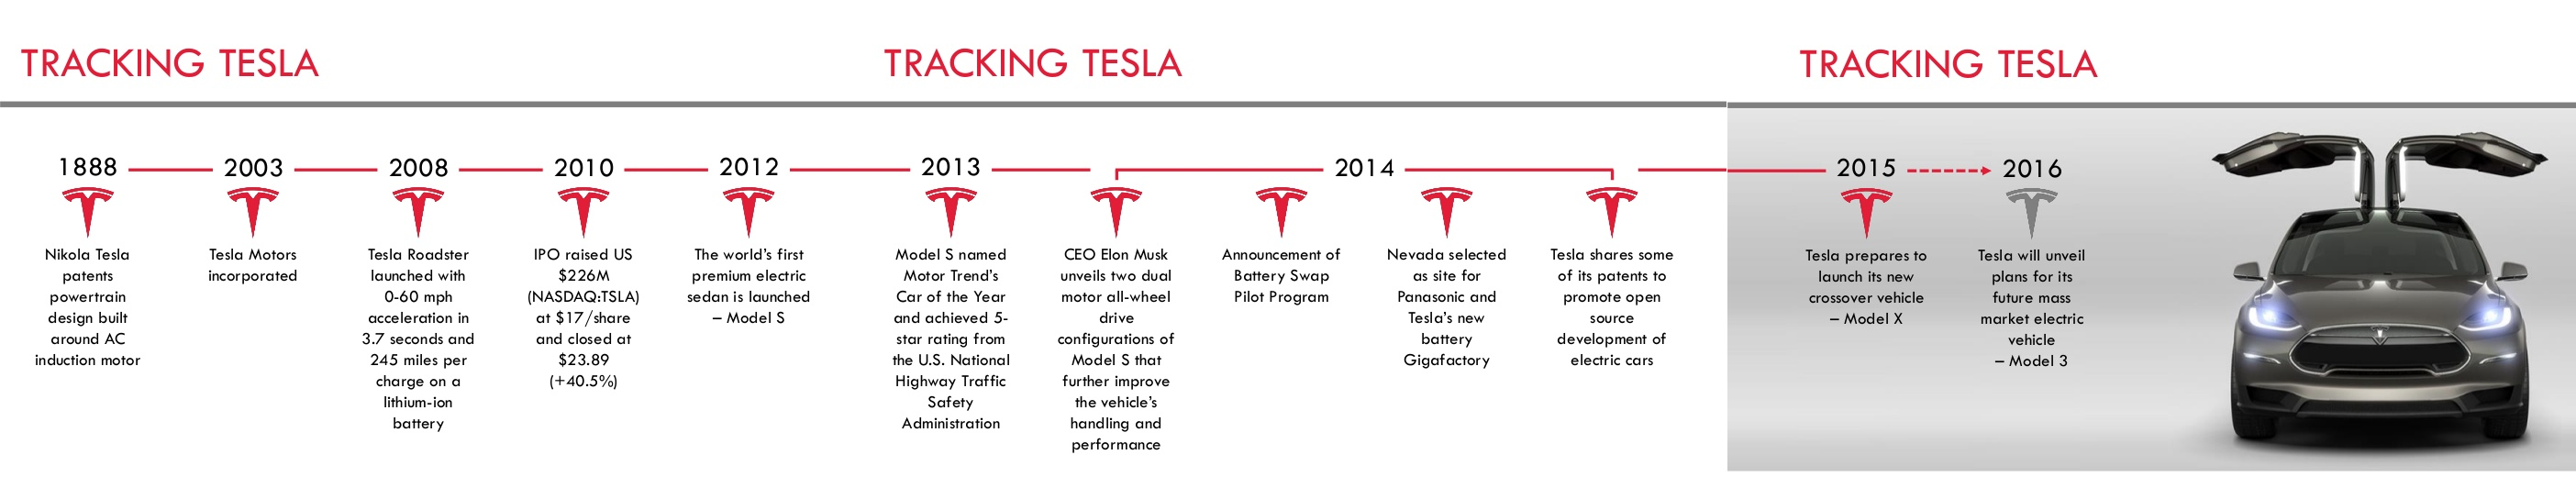 TRACKING TESLA
1888
Nikola Tesla
patents
powertrain
design built
around AC
induction motor
2003
Tesla Motors
incorporated
2008
Tesla Roadster
launched with
0-60 mph
acceleration in
3.7 seconds and
245 miles per
charge on a
lithium-ion
battery
2010
IPO raised US
$226M
(NASDAQ:TSLA)
at $17/share
and closed at
$23.89
(+40.5%)
2012
The world's first
premium electric
sedan is launched
– Model S
TRACKING TESLA
2013
Model S named
Motor Trend's
Car of the Year
and achieved 5-
star rating from
the U.S. National
Highway Traffic
Safety
Administration
2014
CEO Elon Musk
unveils two dual
motor all-wheel
drive
configurations of
Model S that
further improve
the vehicle's
handling and
performance
Announcement of
Battery Swap
Pilot Program
Nevada selected
as site for
Panasonic and
Tesla's new
battery
Gigafactory
Tesla shares some
of its patents to
promote open
source
development of
electric cars
TRACKING TESLA
2015
Tesla prepares to
launch its new
crossover vehicle
– Model X
2016
Tesla will unveil
plans for its
future mass
market electric
vehicle
– Model 3